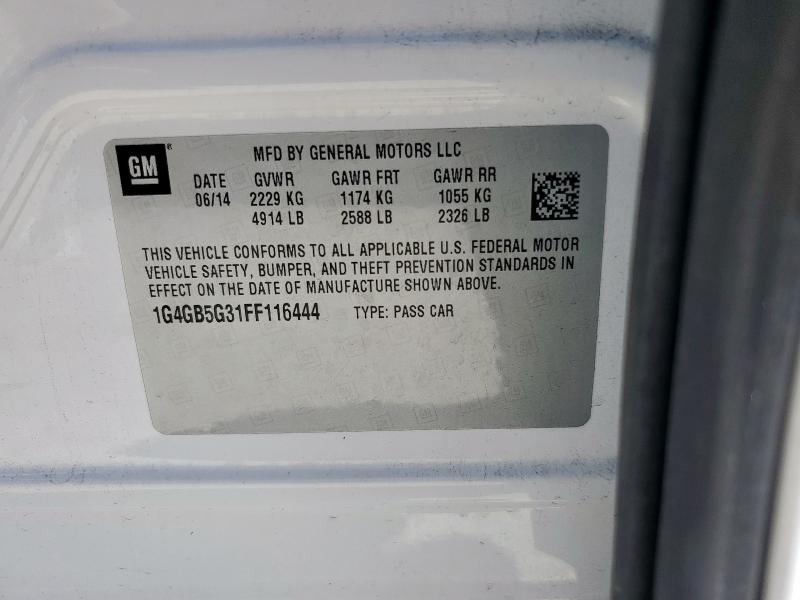 GM
MFD BY GENERAL MOTORS LLC
DATE GVWR GAWR FRT GAWR RR
06/14 2229 KG 1174 KG 1055 KG
4914 LB 2588 LB 2326 LB
THIS VEHICLE CONFORMS TO ALL APPLICABLE U.S. FEDERAL MOTOR
VEHICLE SAFETY, BUMPER, AND THEFT PREVENTION STANDARDS IN
EFFECT ON THE DATE OF MANUFACTURE SHOWN ABOVE.
1G4GB5G31FF116444 TYPE: PASS CAR